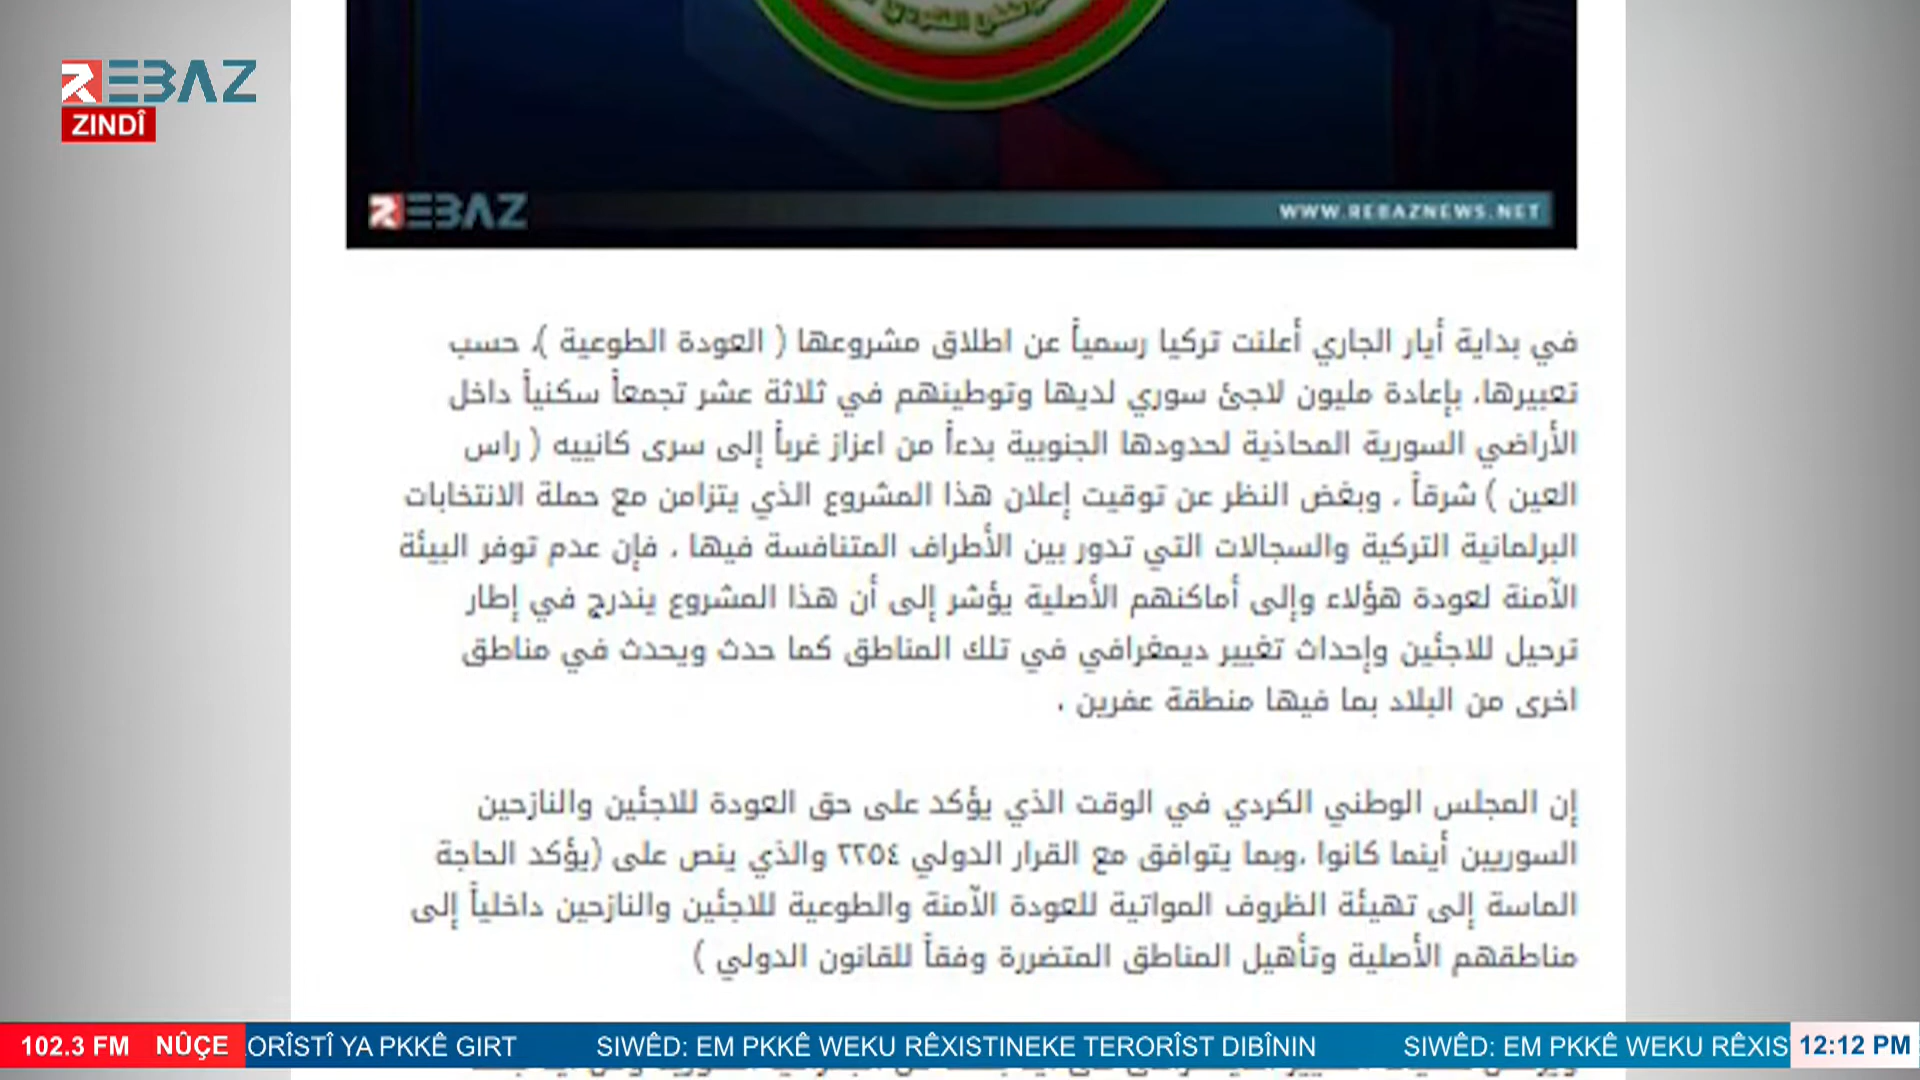 REBAZ
ZINDÎ
REBAZ
WWW.REBAZNEWS.NET
في بداية أيار الجاري أعلنت تركيا رسمياً عن اطلاق مشروعها ( العودة الطوعية )، حسب
تعبيرها، بإعادة مليون لاجئ سوري لديها وتوطينهم في ثلاثة عشر تجمعاً سكنياً داخل
الأراضي السورية المحاذية لحدودها الجنوبية بدءاً من اعزاز غرباً إلى سرى كانييه ( راس
العين ) شرقاً ، وبغض النظر عن توقيت إعلان هذا المشروع الذي يتزامن مع حملة الانتخابات
البرلمانية التركية والسجالات التي تدور بين الأطراف المتنافسة فيها ، فإن عدم توفر البيئة
الآمنة لعودة هؤلاء وإلى أماكنهم الأصلية يؤشر إلى أن هذا المشروع يندرج في إطار
ترحيل للاجئين وإحداث تغيير ديمغرافي في تلك المناطق كما حدث ويحدث في مناطق
اخرى من البلاد بما فيها منطقة عفرين .
إن المجلس الوطني الكردي في الوقت الذي يؤكد على حق العودة للاجئين والنازحين
السوريين أينما كانوا ،وبما يتوافق مع القرار الدولي ٢٢٥٤ والذي ينص على (يؤكد الحاجة
الماسة إلى تهيئة الظروف المواتية للعودة الآمنة والطوعية للاجئين والنازحين داخلياً إلى
مناطقهم الأصلية وتأهيل المناطق المتضررة وفقاً للقانون الدولي )
102.3 FM NÛÇE ORÎSTÎ YA PKKÊ GIRT SIWÊD: EM PKKÊ WEKU RÊXISTINEKE TERORÎST DIBÎNIN SIWÊD: EM PKKÊ WEKU RÊXIS 12:12 PM